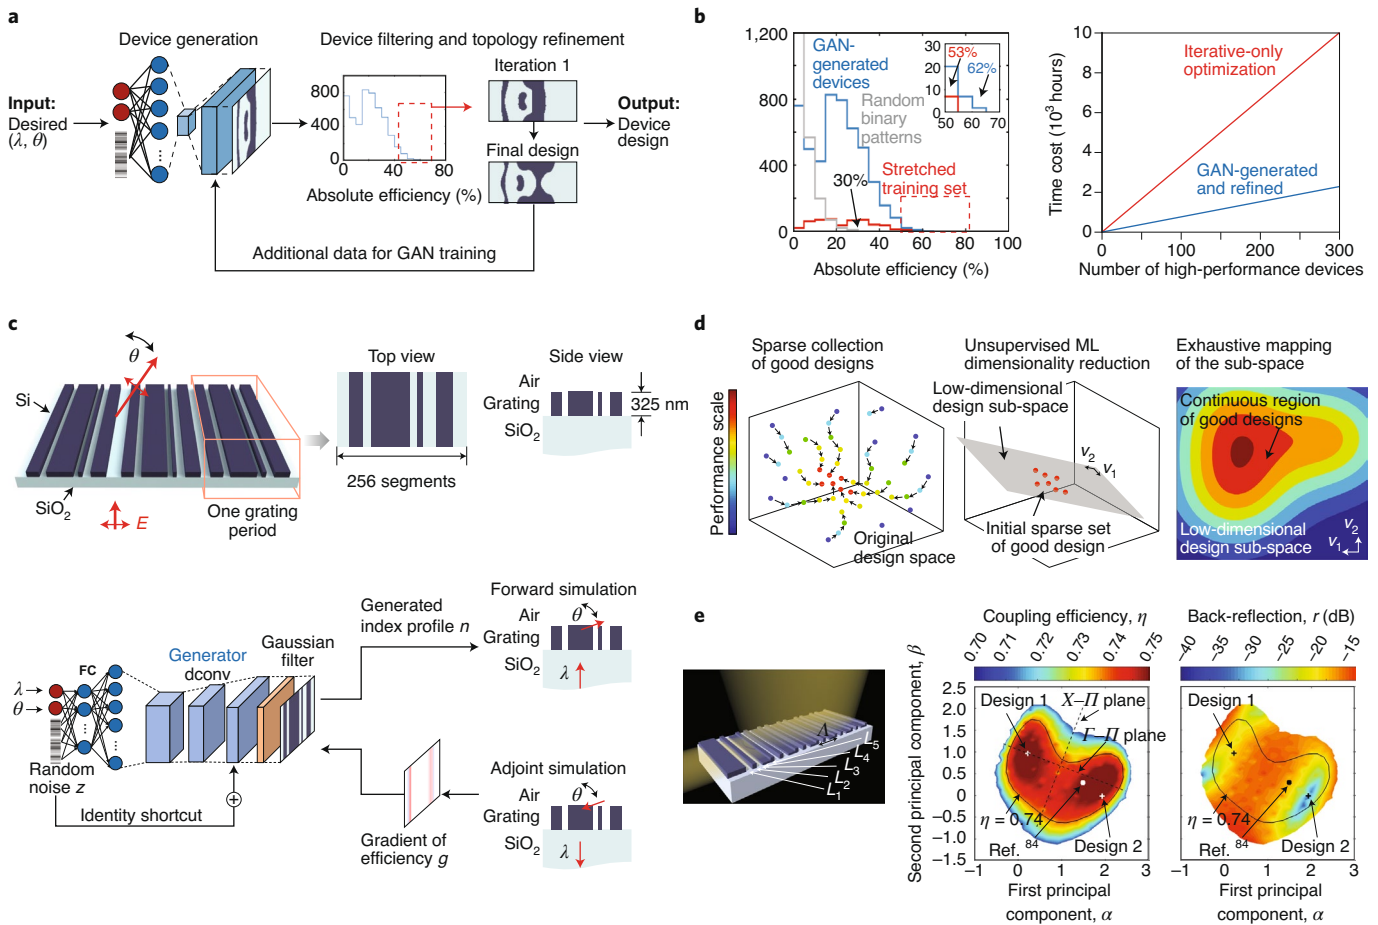 a
Device generation
Device filtering and topology refinement
Input:
Desired
(λ, θ)
800
400
0
0
40
80
Absolute efficiency (%)
Iteration 1
Final design
Output:
Device
design
Additional data for GAN training
b
1,200
800
400
0
0
20
40
60
80
100
Absolute efficiency (%)
GAN-
generated
devices
Random
binary
patterns
Stretched
training set
30%
30
20
10
0
50
60
70
53%
62%
Time cost (10³ hours)
10
8
6
4
2
0
0
100
200
300
Number of high-performance devices
Iterative-only
optimization
GAN-generated
and refined
c
θ
Si
SiO₂
E
One grating
period
Top view
256 segments
Side view
Air
Grating
SiO₂
325 nm
λ
θ
FC
Generator
dconv
Gaussian
filter
Random
noise z
Identity shortcut
Generated
index profile n
Forward simulation
Air
Grating
SiO₂
θ
λ
Gradient of
efficiency g
Adjoint simulation
Air
Grating
SiO₂
θ
λ
d
Sparse collection
of good designs
Performance scale
Original
design space
Unsupervised ML
dimensionality reduction
Low-dimensional
design sub-space
v₂
v₁
Initial sparse set
of good design
Exhaustive mapping
of the sub-space
Continuous region
of good designs
Low-dimensional
design sub-space
v₂
v₁
e
Λ
L₅
L₄
L₃
L₂
L₁
Coupling efficiency, η
0.70
0.71
0.72
0.73
0.74
0.75
Second principal component, β
2.5
2.0
1.5
1.0
0.5
0
−0.5
−1.0
−1.5
Design 1
X–Π plane
Γ–Π plane
η = 0.74
Ref. ⁸⁴
Design 2
−1
0
1
2
3
First principal
component, α
Back-reflection, r (dB)
−40
−35
−30
−25
−20
−15
Design 1
η = 0.74
Ref. ⁸⁴
Design 2
−1
0
1
2
3
First principal
component, α